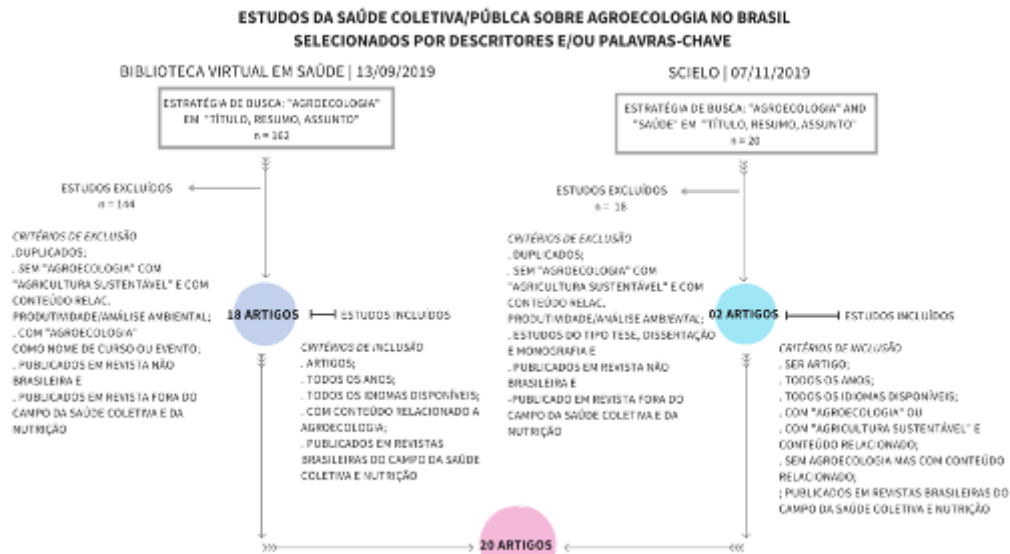 ESTUDOS DA SAÚDE COLETIVA/PÚBLCA SOBRE AGROECOLOGIA NO BRASIL
SELECIONADOS POR DESCRITORES E/OU PALAVRAS-CHAVE
BIBLIOTECA VIRTUAL EM SAÚDE | 13/09/2019
ESTRATÉGIA DE BUSCA: "AGROECOLOGIA"
EM "TÍTULO, RESUMO, ASSUNTO"
n = 162
ESTUDOS EXCLUÍDOS
n = 144
CRITÉRIOS DE EXCLUSÃO
.DUPLICADOS;
. SEM "AGROECOLOGIA" COM
"AGRICULTURA SUSTENTÁVEL" E COM
CONTEÚDO RELAC.
PRODUTIVIDADE/ANÁLISE AMBIENTAL;
. COM "AGROECOLOGIA"
COMO NOME DE CURSO OU EVENTO;
. PUBLICADOS EM REVISTA NÃO
BRASILEIRA E
. PUBLICADOS EM REVISTA FORA DO
CAMPO DA SAÚDE COLETIVA E DA
NUTRIÇÃO
18 ARTIGOS
ESTUDOS INCLUÍDOS
CRITÉRIOS DE INCLUSÃO
. ARTIGOS;
. TODOS OS ANOS;
. TODOS OS IDIOMAS DISPONÍVEIS;
. COM CONTEÚDO RELACIONADO A
AGROECOLOGIA;
. PUBLICADOS EM REVISTAS
BRASILEIRAS DO CAMPO DA SAÚDE
COLETIVA E NUTRIÇÃO
SCIELO | 07/11/2019
ESTRATÉGIA DE BUSCA: "AGROECOLOGIA" AND
"SAÚDE" EM "TÍTULO, RESUMO, ASSUNTO"
n = 20
ESTUDOS EXCLUÍDOS
n = 18
CRITÉRIOS DE EXCLUSÃO
. DUPLICADOS;
. SEM "AGROECOLOGIA" COM
"AGRICULTURA SUSTENTÁVEL" E COM
CONTEÚDO RELAC.
PRODUTIVIDADE/ANÁLISE AMBIENTAL;
. ESTUDOS DO TIPO TESE, DISSERTAÇÃO
E MONOGRAFIA E
. PUBLICADOS EM REVISTA NÃO
BRASILEIRA E
-PUBLICADO EM REVISTA FORA DO
CAMPO DA SAÚDE COLETIVA E DA
NUTRIÇÃO
02 ARTIGOS
ESTUDOS INCLUÍDOS
CRITÉRIOS DE INCLUSÃO
. SER ARTIGO;
. TODOS OS ANOS;
. TODOS OS IDIOMAS DISPONÍVEIS;
. COM "AGROECOLOGIA" OU
. COM "AGRICULTURA SUSTENTÁVEL" E
CONTEÚDO RELACIONADO;
. SEM AGROECOLOGIA MAS COM CONTEÚDO
RELACIONADO;
; PUBLICADOS EM REVISTAS BRASILEIRAS DO
CAMPO DA SAÚDE COLETIVA E NUTRIÇÃO
20 ARTIGOS